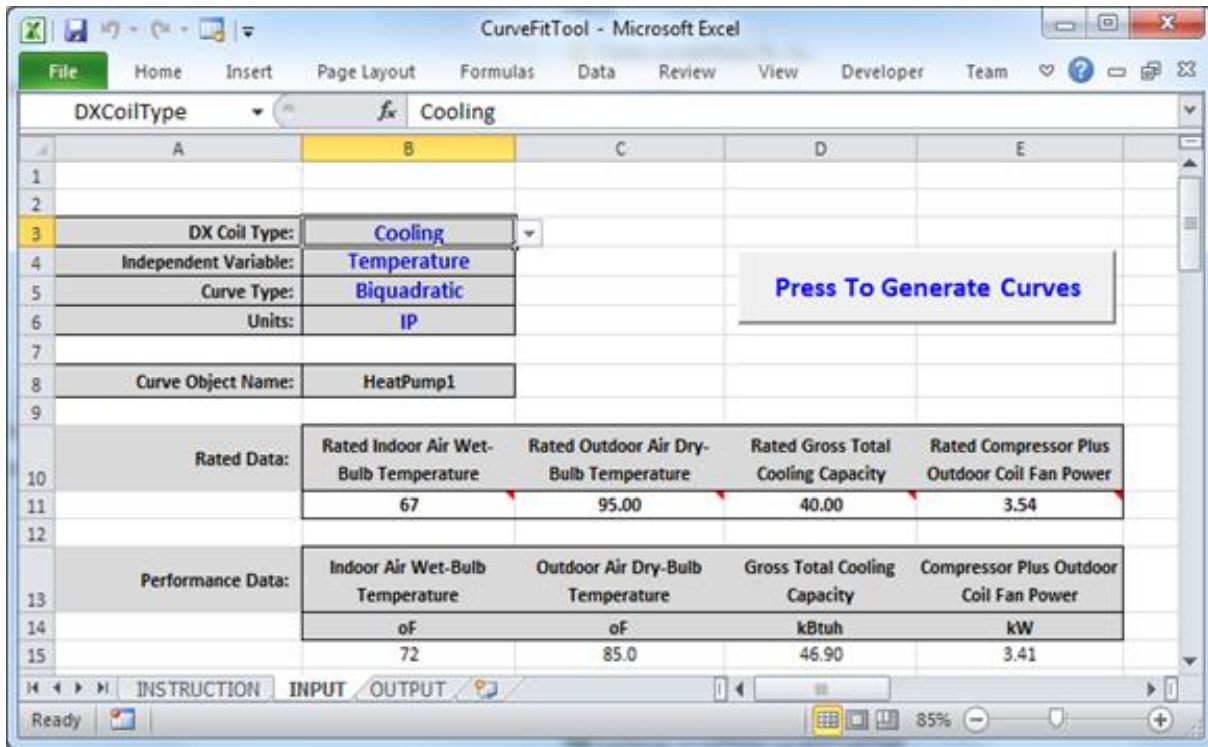 CurveFitTool - Microsoft Excel
File Home Insert Page Layout Formulas Data Review View Developer Team
DXCoilType fx Cooling
A B C D E
1
2
3 DX Coil Type: Cooling
4 Independent Variable: Temperature
Press To Generate Curves
5 Curve Type: Biquadratic
6 Units: IP
7
8 Curve Object Name: HeatPump1
9
Rated Indoor Air Wet- Rated Outdoor Air Dry- Rated Gross Total Rated Compressor Plus
Rated Data:
10 Bulb Temperature Bulb Temperature Cooling Capacity Outdoor Coil Fan Power
11 67 95.00 40.00 3.54
12
Indoor Air Wet-Bulb Outdoor Air Dry-Bulb Gross Total Cooling Compressor Plus Outdoor
Performance Data:
13 Temperature Temperature Capacity Coil Fan Power
14 oF oF kBtuh kW
15 72 85.0 46.90 3.41
INSTRUCTION INPUT OUTPUT
Ready 85%